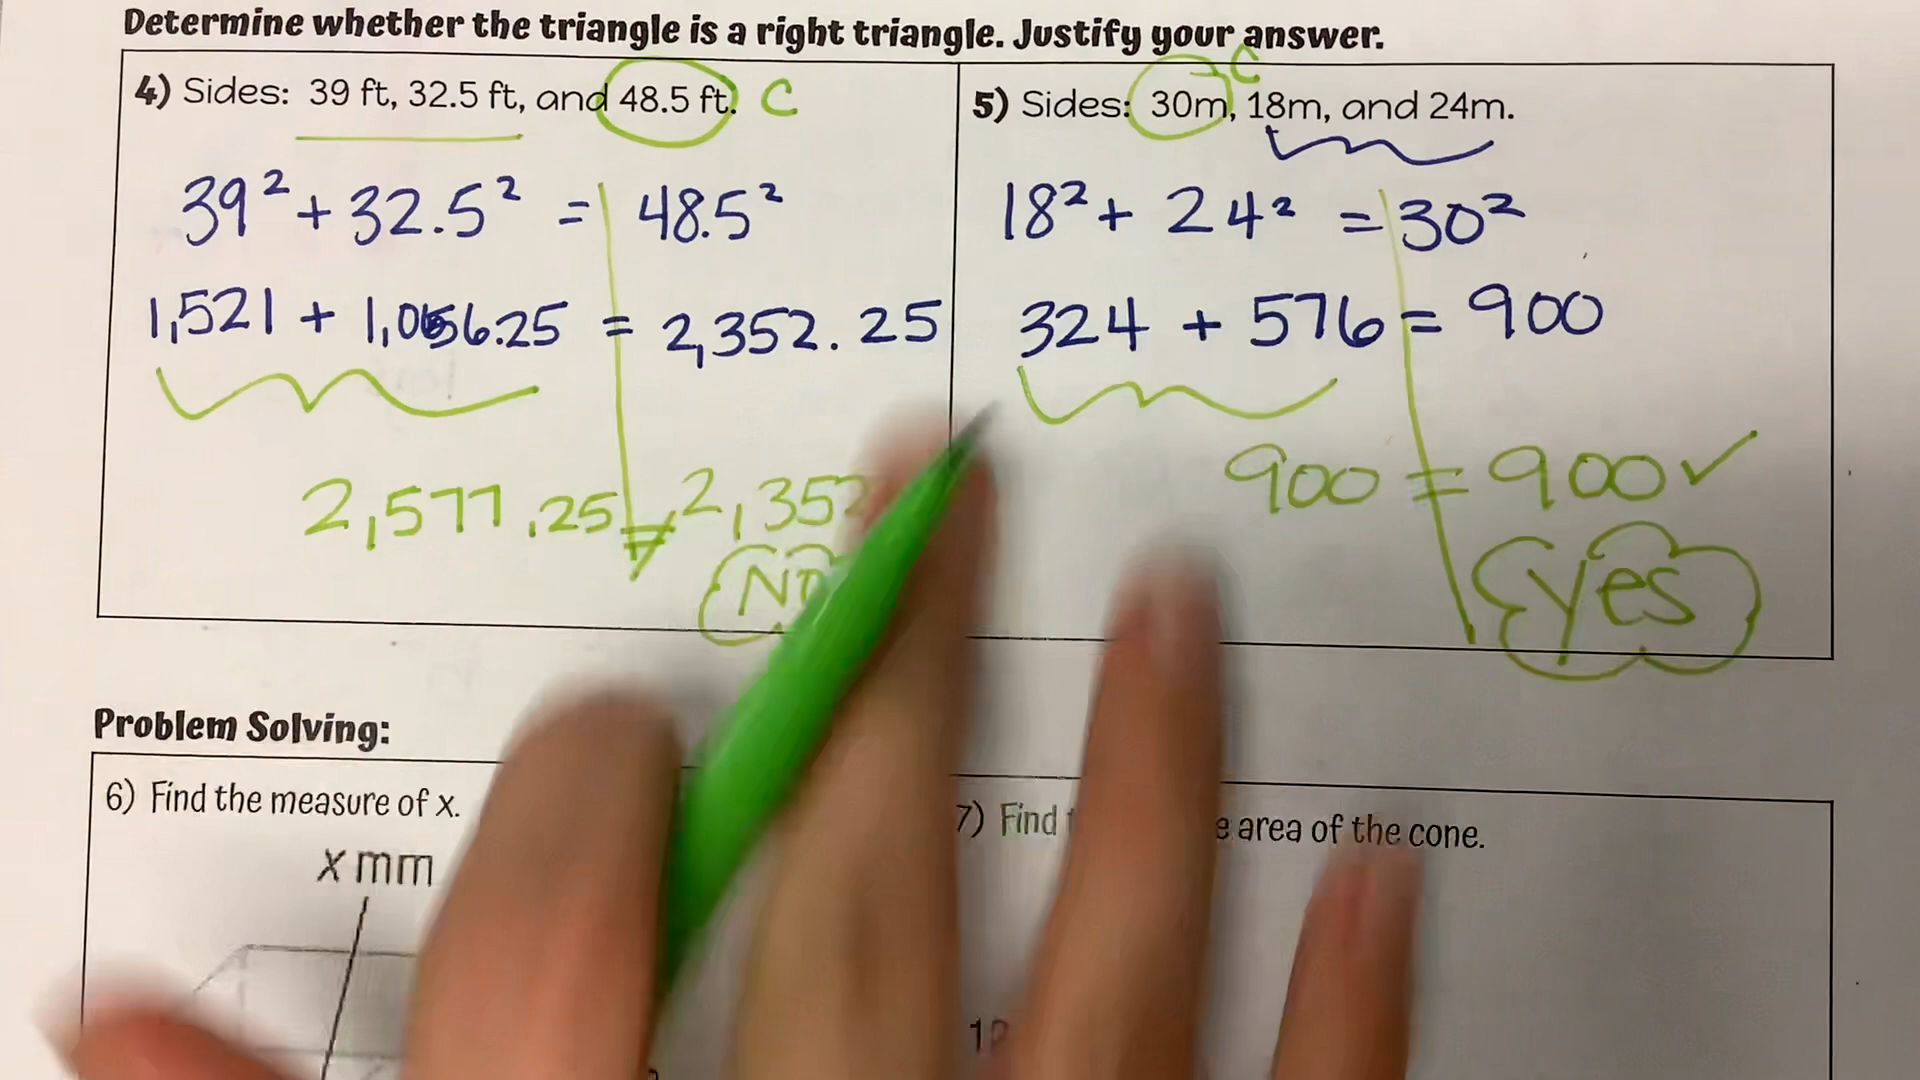 Determine whether the triangle is a right triangle. Justify your answer.
4) Sides: 39 ft, 32.5 ft, and 48.5 ft. C
39² + 32.5² = 48.5²
1,521 + 1,056.25 = 2,352.25
2,577.25 ≠ 2,352
NO
5) Sides: 30m, 18m, and 24m.
C
18² + 24² = 30²
324 + 576 = 900
900 = 900 ✓
yes
Problem Solving:
6) Find the measure of x.
x mm
7) Find area of the cone.